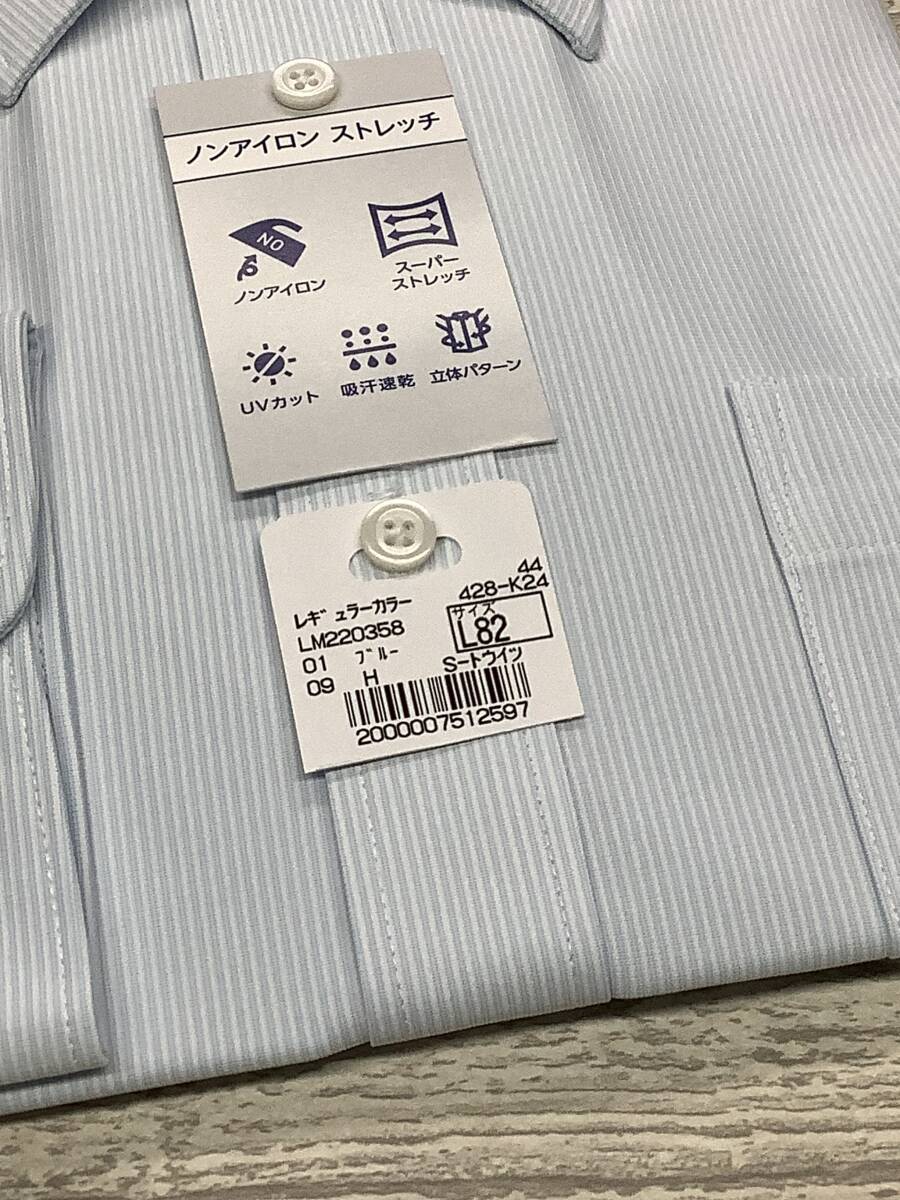 ノンアイロン ストレッチ
NO
ノンアイロン
スーパー
ストレッチ
UVカット
吸汗速乾
立体パターン
44
428-K24
ﾚｷﾞｭﾗｰｶﾗｰ
LM220358
サイズ
L82
01 ﾌﾞﾙｰ
09 H
S-トウイツ
2000007512597